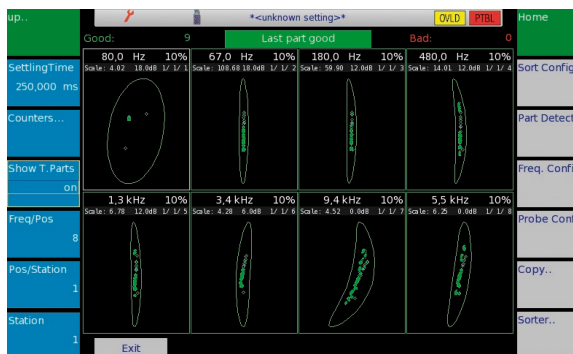 up..
*<unknown setting>*
OVLD
PTBL
Home
Good: 9
Last part good
Bad: 0
80,0 Hz 10%
67,0 Hz 10%
180,0 Hz 10%
480,0 Hz 10%
Scale: 4.02 18.0dB 1/ 1/ 1
Scale: 108.68 18.0dB 1/ 1/ 2
Scale: 59.90 12.0dB 1/ 1/ 3
Scale: 14.01 12.0dB 1/ 1/ 4
SettlingTime
250,000 ms
Sort Config
Counters...
Part Detect
Show T.Parts
on
Freq. Confi
1,3 kHz 10%
3,4 kHz 10%
9,4 kHz 10%
5,5 kHz 10%
Scale: 6.78 12.0dB 1/ 1/ 5
Scale: 4.28 6.0dB 1/ 1/ 6
Scale: 4.52 0.0dB 1/ 1/ 7
Scale: 6.25 0.0dB 1/ 1/ 8
Freq/Pos
8
Probe Conf
Pos/Station
1
Copy..
Station
1
Sorter..
Exit